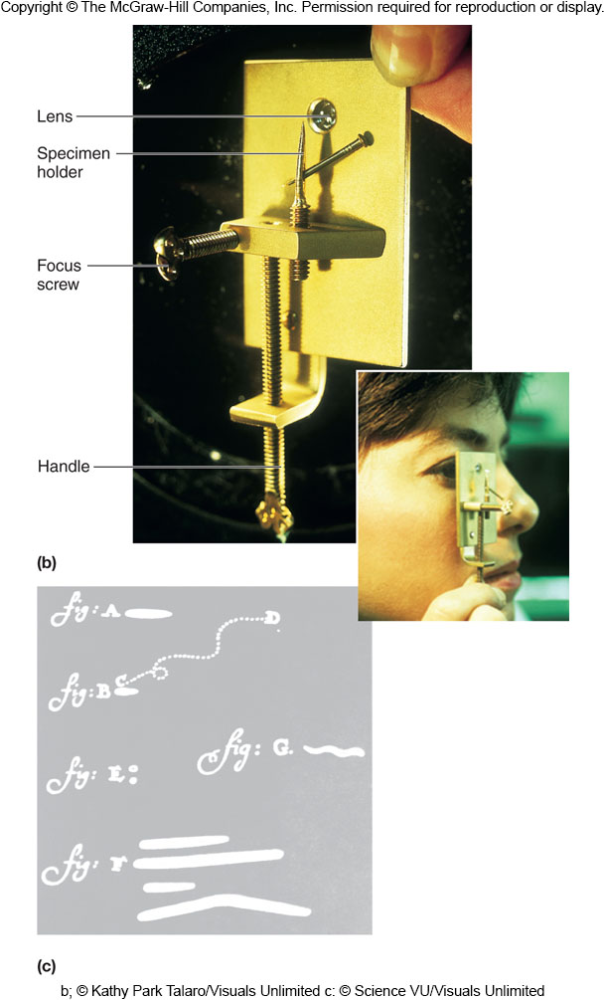 Copyright © The McGraw-Hill Companies, Inc. Permission required for reproduction or display.
Lens
Specimen
holder
Focus
screw
Handle
(b)
fig: A
D
C
fig: B
fig: G.
fig: E
fig: F
(c)
b; © Kathy Park Talaro/Visuals Unlimited c: © Science VU/Visuals Unlimited